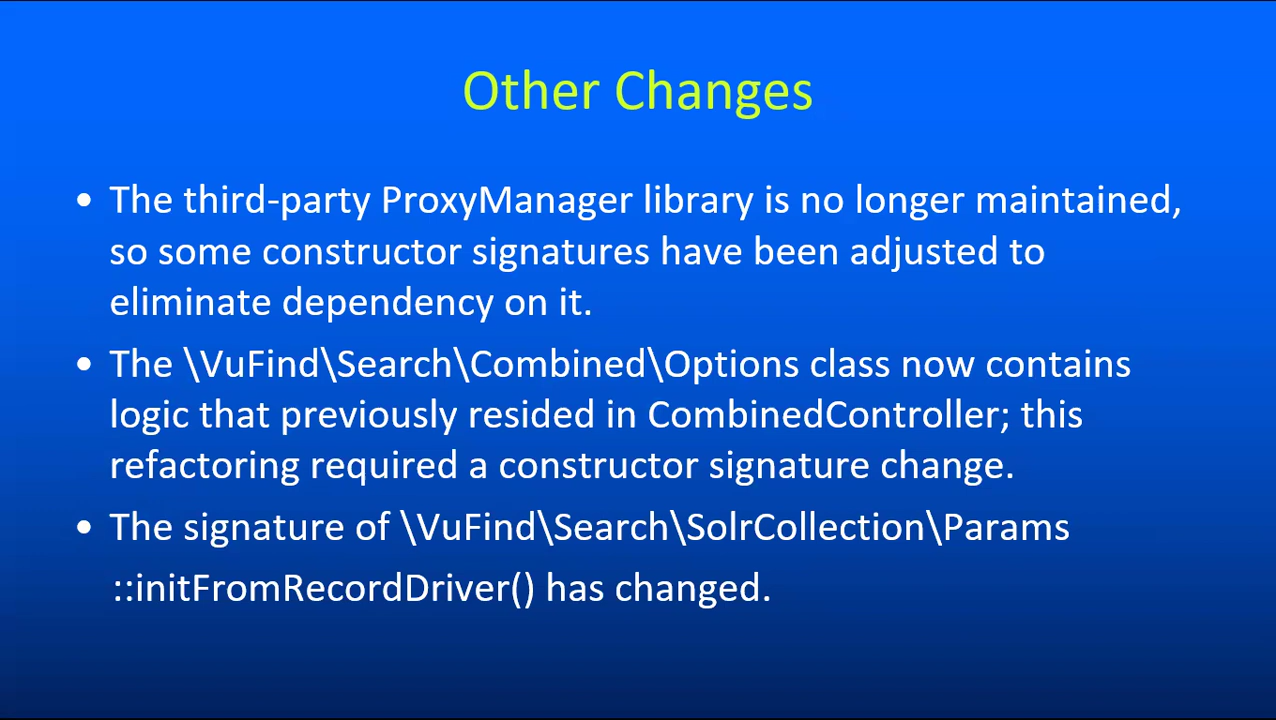 Other Changes
• The third-party ProxyManager library is no longer maintained,
so some constructor signatures have been adjusted to
eliminate dependency on it.
• The \VuFind\Search\Combined\Options class now contains
logic that previously resided in CombinedController; this
refactoring required a constructor signature change.
• The signature of \VuFind\Search\SolrCollection\Params
::initFromRecordDriver() has changed.